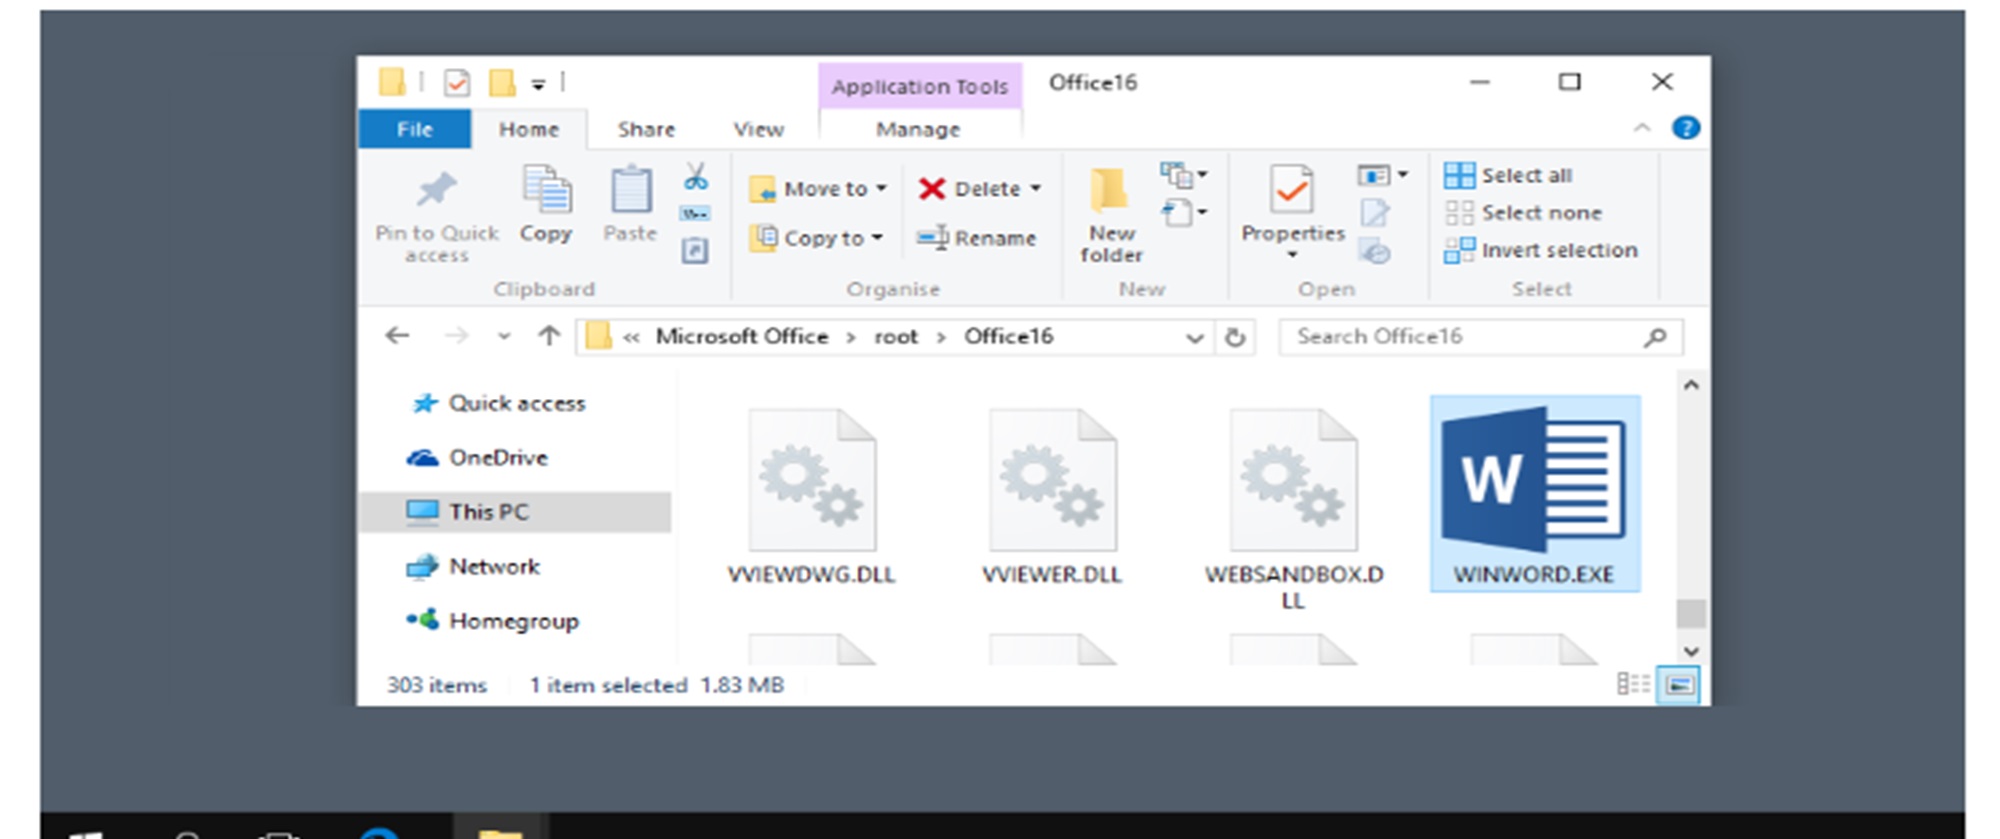 Application Tools Office16
File Home Share View Manage
Pin to Quick access
Copy
Paste
Clipboard
Move to
Copy to
Delete
Rename
Organise
New folder
New
Properties
Open
Select all
Select none
Invert selection
Select
« Microsoft Office > root > Office16
Search Office16
Quick access
OneDrive
This PC
Network
Homegroup
VVIEWDWG.DLL
VVIEWER.DLL
WEBSANDBOX.D
LL
W
WINWORD.EXE
303 items 1 item selected 1.83 MB